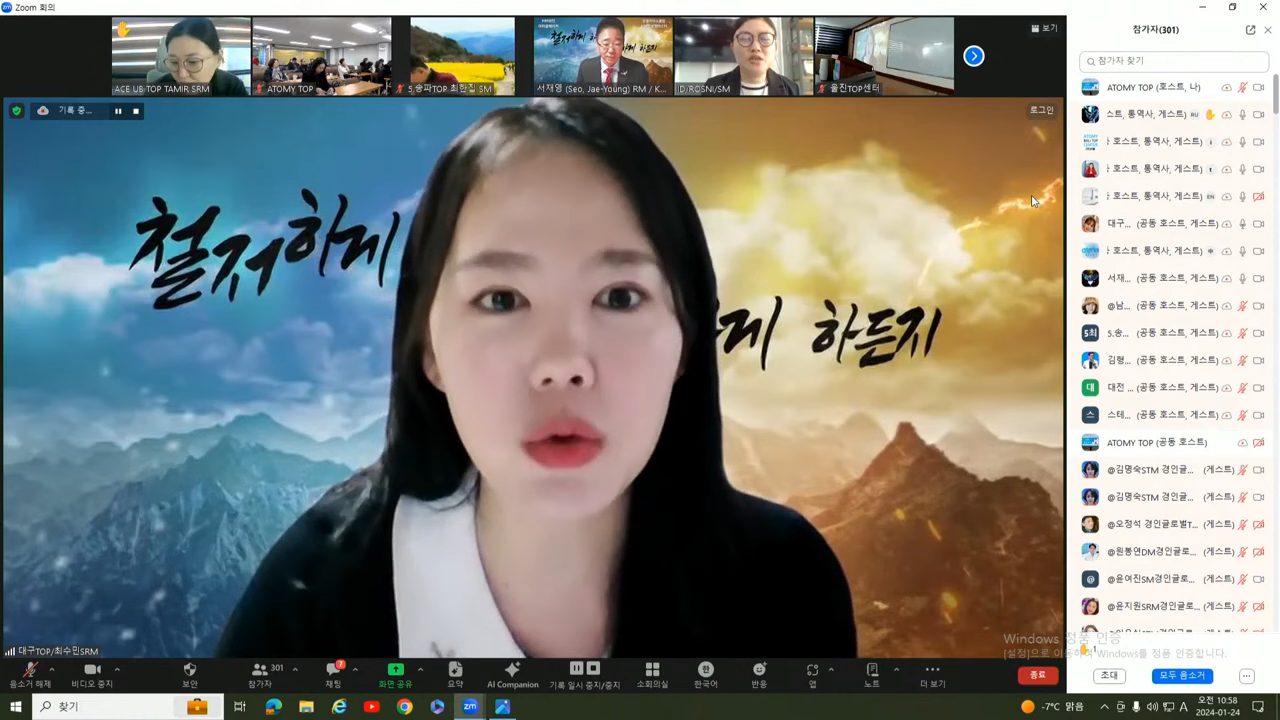 Zoom 회의
ACE UB TOP TAMIR SRM
ATOMY TOP
5.송파TOP 최한집 SM
서재영 (Seo, Jae-Young) RM / K...
ID/ROSNI/SM
울진TOP센터
보기
기록 중...
로그인
철저하게
하든지
대구TOP/최수민SRM
참가자(301)
참가자 찾기
ATOMY TOP (호스트, 나)
스트, 통역사, 게스트) RU
호스트, 통역사, 게스트)
호스트, 통역사, 게스트)
호스트, 통역사, 게스트) EN
대구... (공동 호스트, 게스트)
호스트, 통역사, 게스트)
서재... (공동 호스트, 게스트)
@남... (공동 호스트, 게스트)
5최 5.송... (공동 호스트, 게스트)
김형... (공동 호스트, 게스트)
대 대전 ... (공동 호스트, 게스트)
스 스테... (공동 호스트, 게스트)
ATOMY TOP (공동 호스트)
@김명숙STM 경인글... (게스트)
@김명숙STM 경인글... (게스트)
@오정석 경인글로벌T... (게스트)
@원봉연DM경인글로... (게스트)
@ @윤여진SM경인글로... (게스트)
@윤지원SRM경인글로... (게스트)
Windows 정품 인증
[설정]으로 이동하여 Windows를 정품 인증합니다.
1
초대
모두 음소거
음소거 해제
비디오 중지
보안
301
참가자
7
채팅
화면 공유
요약
AI Companion
기록 일시 중지/중지
소회의실
한국어
반응
앱
노트
더 보기
종료
찾기
-7°C 맑음
A
오전 10:58
2024-01-24